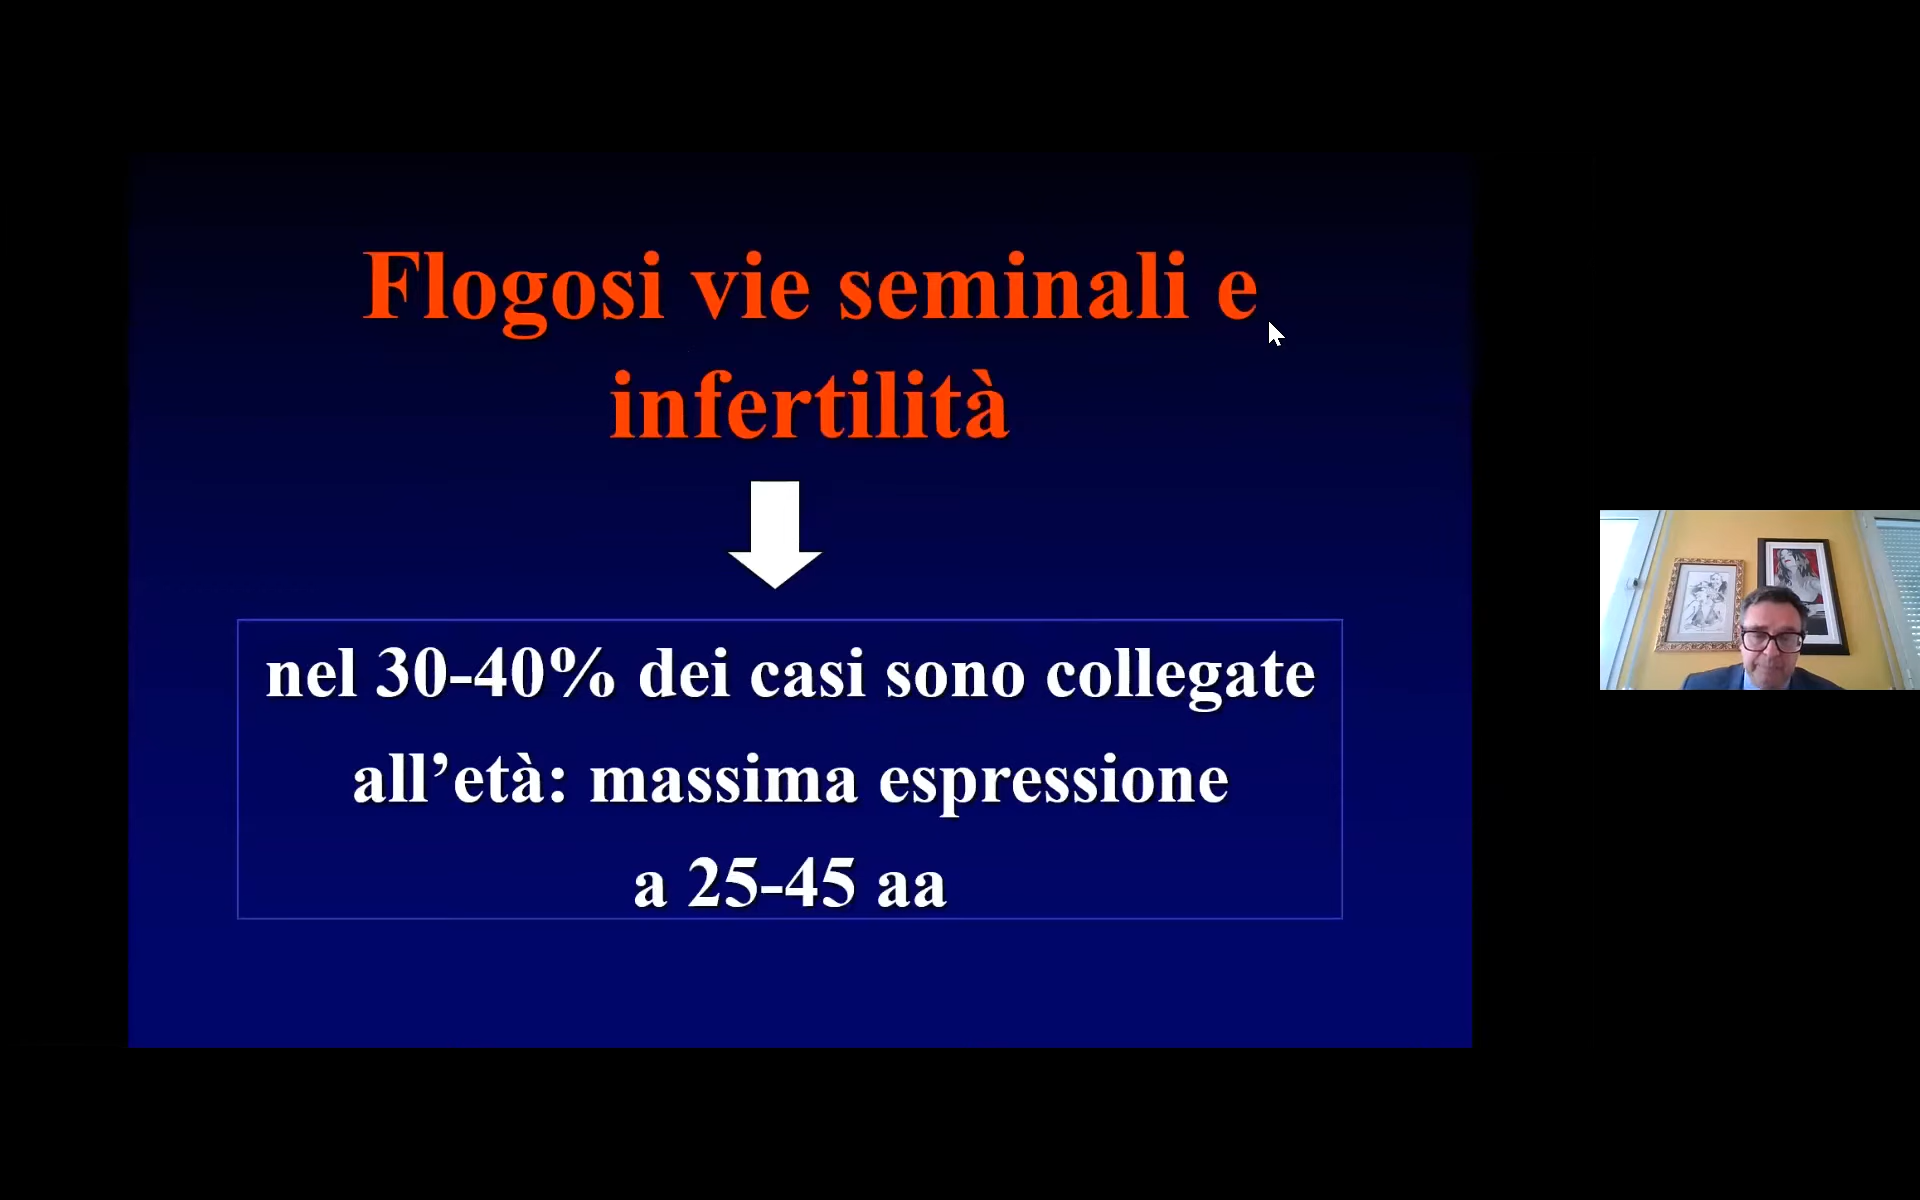 Flogosi vie seminali e
infertilità
nel 30-40% dei casi sono collegate
all’età: massima espressione
a 25-45 aa